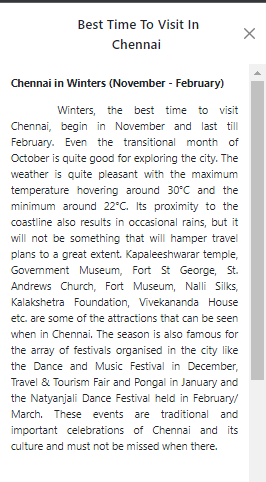 Best Time To Visit In
Chennai
Chennai in Winters (November - February)
Winters, the best time to visit
Chennai, begin in November and last till
February. Even the transitional month of
October is quite good for exploring the city. The
weather is quite pleasant with the maximum
temperature hovering around 30°C and the
minimum around 22°C. Its proximity to the
coastline also results in occasional rains, but it
will not be something that will hamper travel
plans to a great extent. Kapaleeshwarar temple,
Government Museum, Fort St George, St.
Andrews Church, Fort Museum, Nalli Silks,
Kalakshetra Foundation, Vivekananda House
etc. are some of the attractions that can be seen
when in Chennai. The season is also famous for
the array of festivals organised in the city like
the Dance and Music Festival in December,
Travel & Tourism Fair and Pongal in January and
the Natyanjali Dance Festival held in February/
March. These events are traditional and
important celebrations of Chennai and its
culture and must not be missed when there.